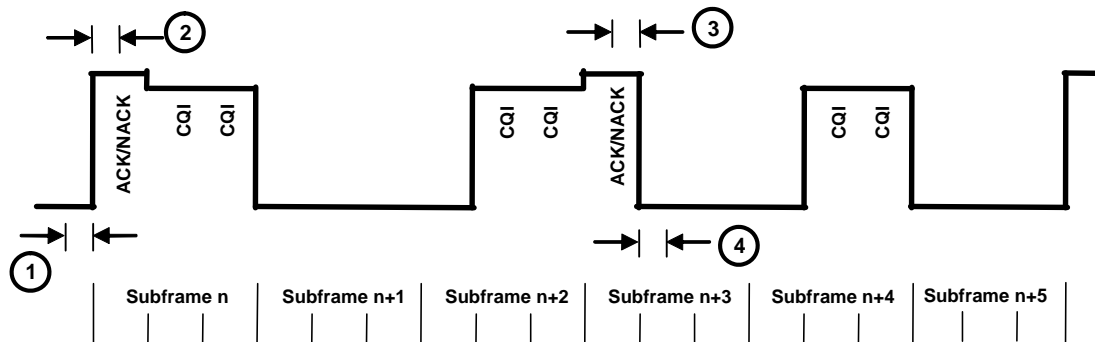 2
3
ACK/NACK
CQI
CQI
CQI
CQI
ACK/NACK
CQI
CQI
1
4
Subframe n
Subframe n+1
Subframe n+2
Subframe n+3
Subframe n+4
Subframe n+5